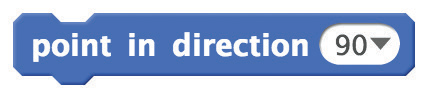 point in direction 90